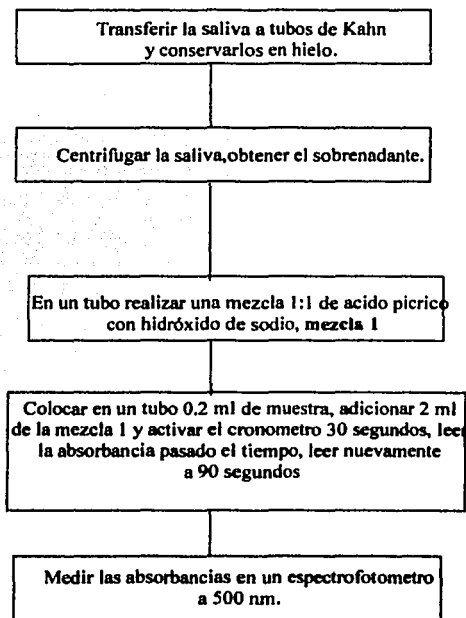 Transferir la saliva a tubos de Kahn
y conservarlos en hielo.
Centrifugar la saliva,obtener el sobrenadante.
En un tubo realizar una mezcla 1:1 de acido picrico
con hidróxido de sodio, mezcla 1
Colocar en un tubo 0.2 ml de muestra, adicionar 2 ml
de la mezcla 1 y activar el cronometro 30 segundos, leer
la absorbancia pasado el tiempo, leer nuevamente
a 90 segundos
Medir las absorbancias en un espectrofotometro
a 500 nm.